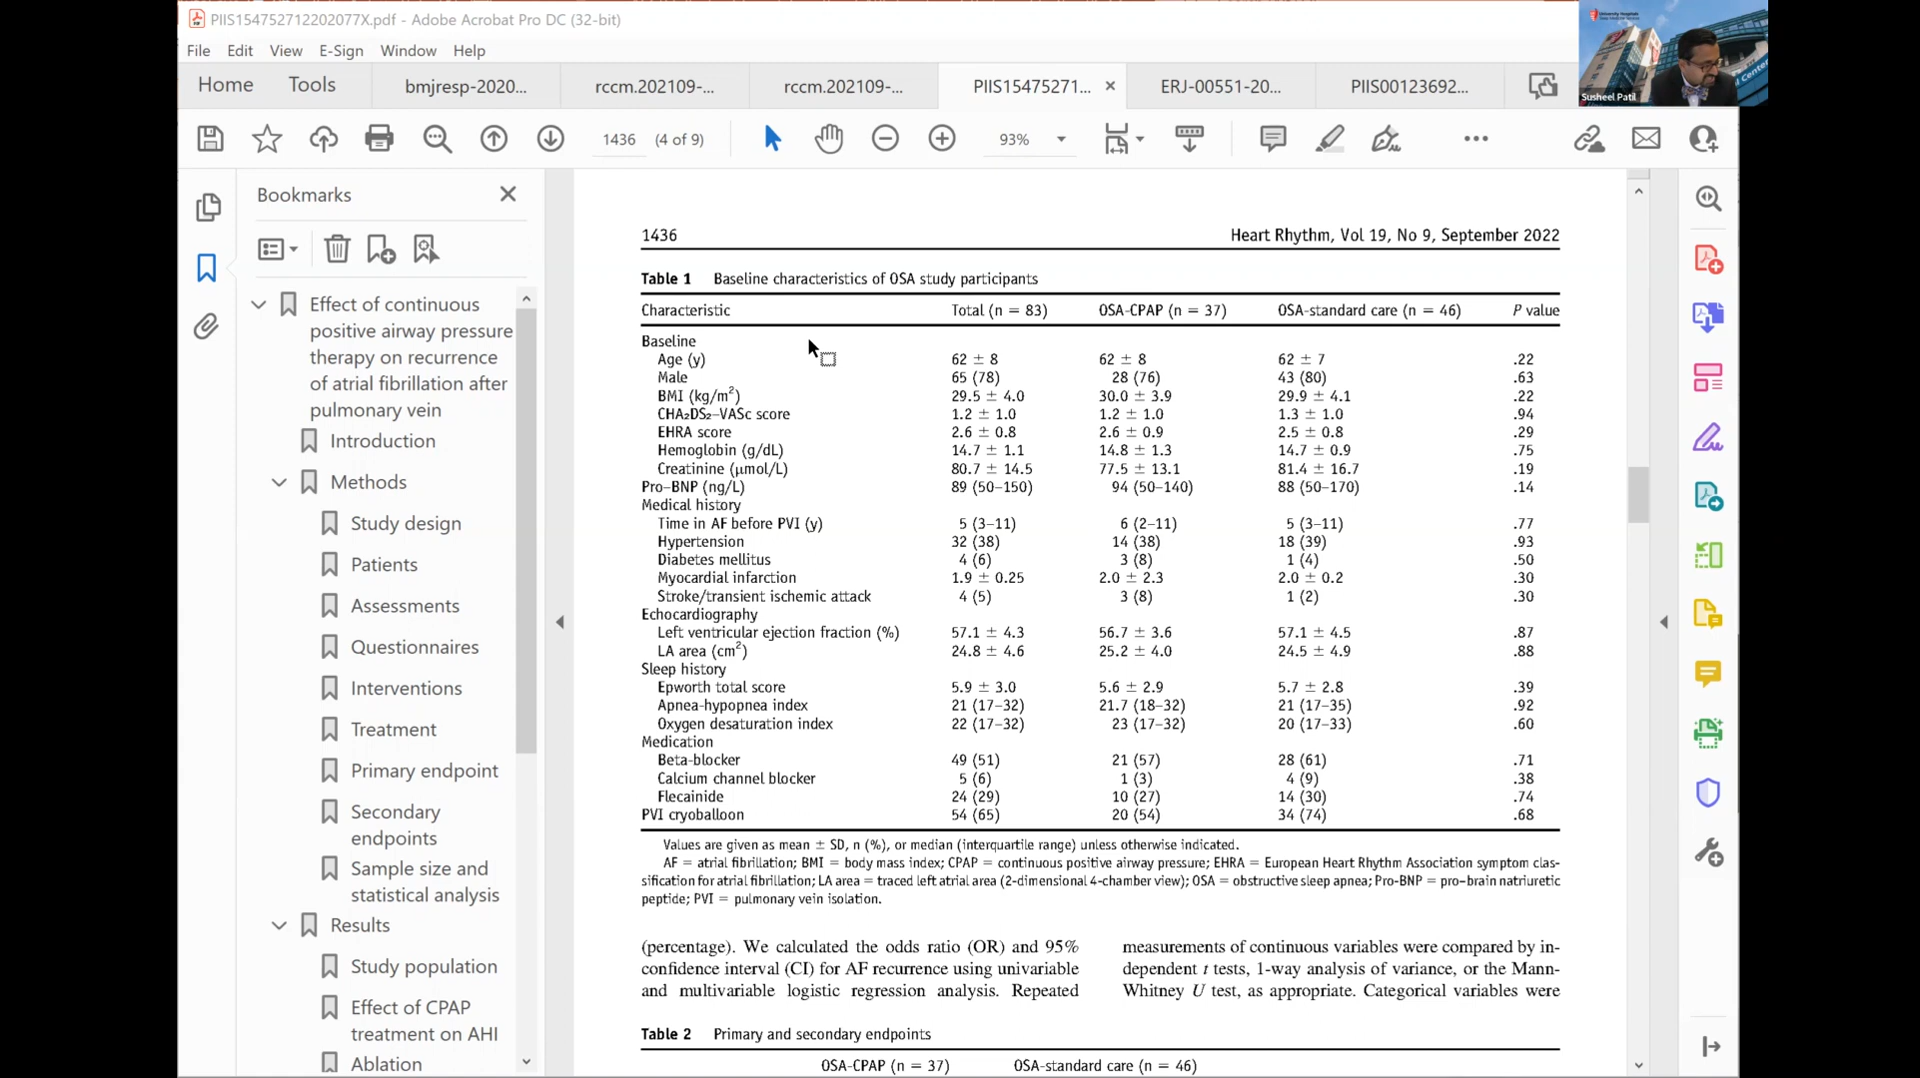 PIIS154752712202077X.pdf - Adobe Acrobat Pro DC (32-bit)
File Edit View E-Sign Window Help
Home Tools bmjresp-2020... rccm.202109-... rccm.202109-... PIIS15475271... × ERJ-00551-20... PIIS00123692...
Susheel Patil
1436 (4 of 9) 93%
Bookmarks
Effect of continuous
positive airway pressure
therapy on recurrence
of atrial fibrillation after
pulmonary vein
Introduction
Methods
Study design
Patients
Assessments
Questionnaires
Interventions
Treatment
Primary endpoint
Secondary
endpoints
Sample size and
statistical analysis
Results
Study population
Effect of CPAP
treatment on AHI
Ablation
1436 Heart Rhythm, Vol 19, No 9, September 2022
Table 1 Baseline characteristics of OSA study participants
Characteristic Total (n = 83) OSA-CPAP (n = 37) OSA-standard care (n = 46) P value
Baseline
Age (y) 62 ± 8 62 ± 8 62 ± 7 .22
Male 65 (78) 28 (76) 43 (80) .63
BMI (kg/m²) 29.5 ± 4.0 30.0 ± 3.9 29.9 ± 4.1 .22
CHA₂DS₂–VASc score 1.2 ± 1.0 1.2 ± 1.0 1.3 ± 1.0 .94
EHRA score 2.6 ± 0.8 2.6 ± 0.9 2.5 ± 0.8 .29
Hemoglobin (g/dL) 14.7 ± 1.1 14.8 ± 1.3 14.7 ± 0.9 .75
Creatinine (μmol/L) 80.7 ± 14.5 77.5 ± 13.1 81.4 ± 16.7 .19
Pro-BNP (ng/L) 89 (50–150) 94 (50–140) 88 (50–170) .14
Medical history
Time in AF before PVI (y) 5 (3–11) 6 (2–11) 5 (3–11) .77
Hypertension 32 (38) 14 (38) 18 (39) .93
Diabetes mellitus 4 (6) 3 (8) 1 (4) .50
Myocardial infarction 1.9 ± 0.25 2.0 ± 2.3 2.0 ± 0.2 .30
Stroke/transient ischemic attack 4 (5) 3 (8) 1 (2) .30
Echocardiography
Left ventricular ejection fraction (%) 57.1 ± 4.3 56.7 ± 3.6 57.1 ± 4.5 .87
LA area (cm²) 24.8 ± 4.6 25.2 ± 4.0 24.5 ± 4.9 .88
Sleep history
Epworth total score 5.9 ± 3.0 5.6 ± 2.9 5.7 ± 2.8 .39
Apnea-hypopnea index 21 (17–32) 21.7 (18–32) 21 (17–35) .92
Oxygen desaturation index 22 (17–32) 23 (17–32) 20 (17–33) .60
Medication
Beta-blocker 49 (51) 21 (57) 28 (61) .71
Calcium channel blocker 5 (6) 1 (3) 4 (9) .38
Flecainide 24 (29) 10 (27) 14 (30) .74
PVI cryoballoon 54 (65) 20 (54) 34 (74) .68
Values are given as mean ± SD, n (%), or median (interquartile range) unless otherwise indicated.
AF = atrial fibrillation; BMI = body mass index; CPAP = continuous positive airway pressure; EHRA = European Heart Rhythm Association symptom clas-
sification for atrial fibrillation; LA area = traced left atrial area (2-dimensional 4-chamber view); OSA = obstructive sleep apnea; Pro-BNP = pro–brain natriuretic
peptide; PVI = pulmonary vein isolation.
(percentage). We calculated the odds ratio (OR) and 95%
confidence interval (CI) for AF recurrence using univariable
and multivariable logistic regression analysis. Repeated
measurements of continuous variables were compared by in-
dependent t tests, 1-way analysis of variance, or the Mann-
Whitney U test, as appropriate. Categorical variables were
Table 2 Primary and secondary endpoints
OSA-CPAP (n = 37) OSA-standard care (n = 46)